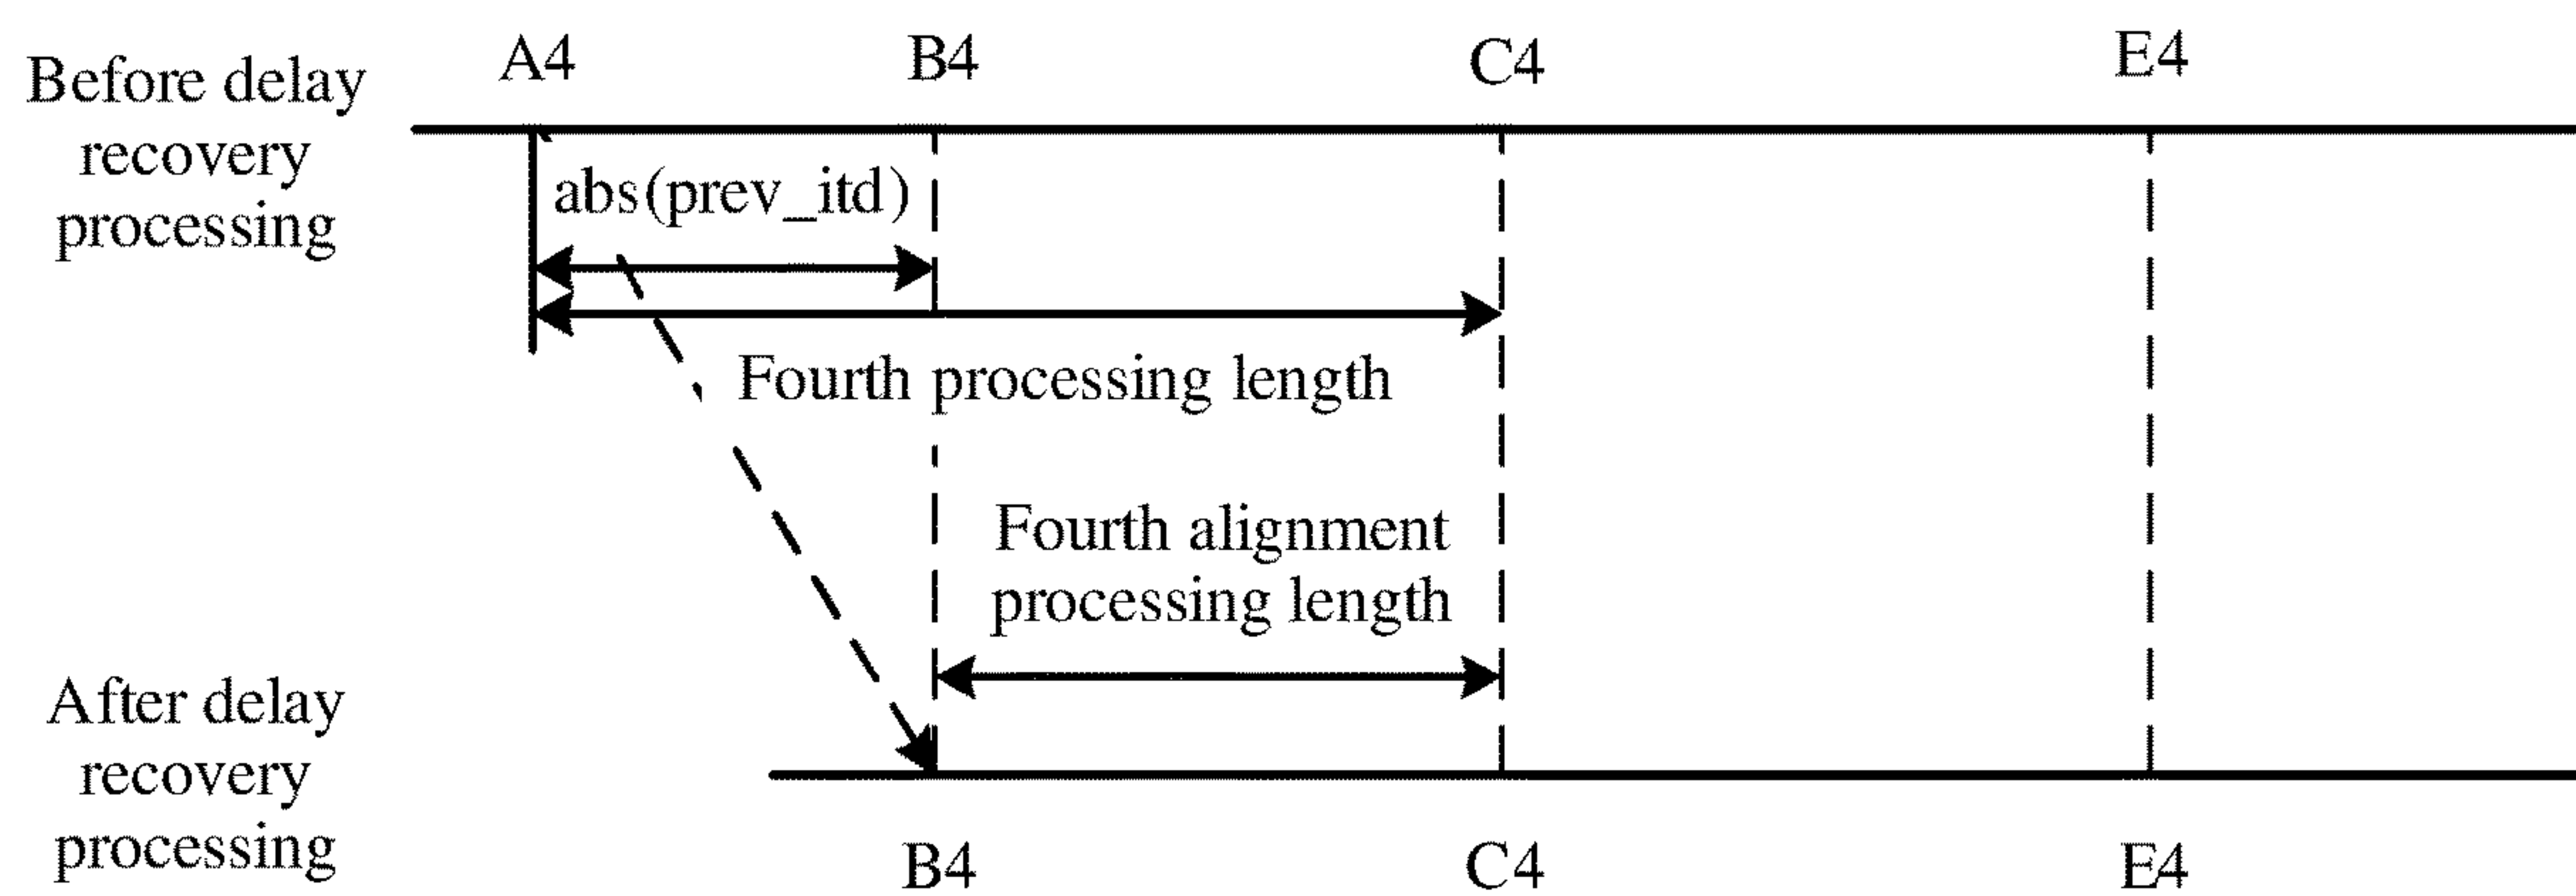 Before delay
recovery
processing
A4
B4
C4
E4
abs(prev_itd)
Fourth processing length
Fourth alignment
processing length
After delay
recovery
processing
B4
C4
E4